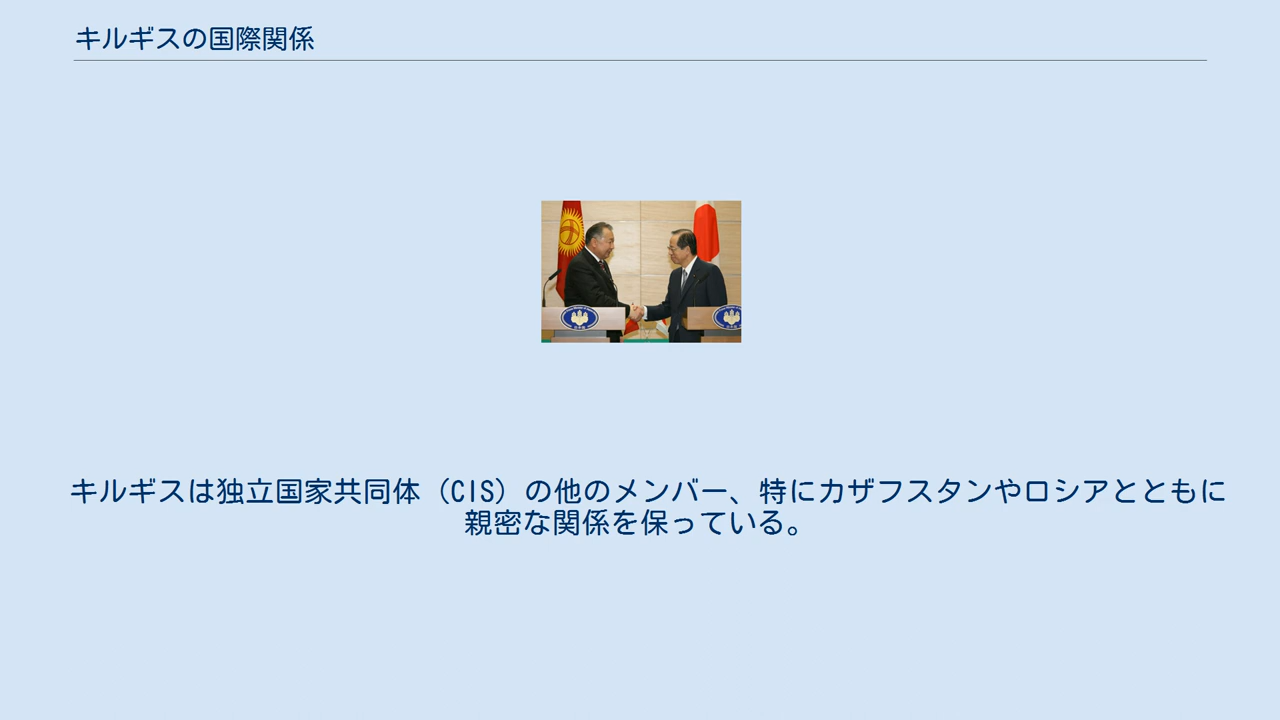 キルギスの国際関係
キルギスは独立国家共同体（CIS）の他のメンバー、特にカザフスタンやロシアとともに
親密な関係を保っている。